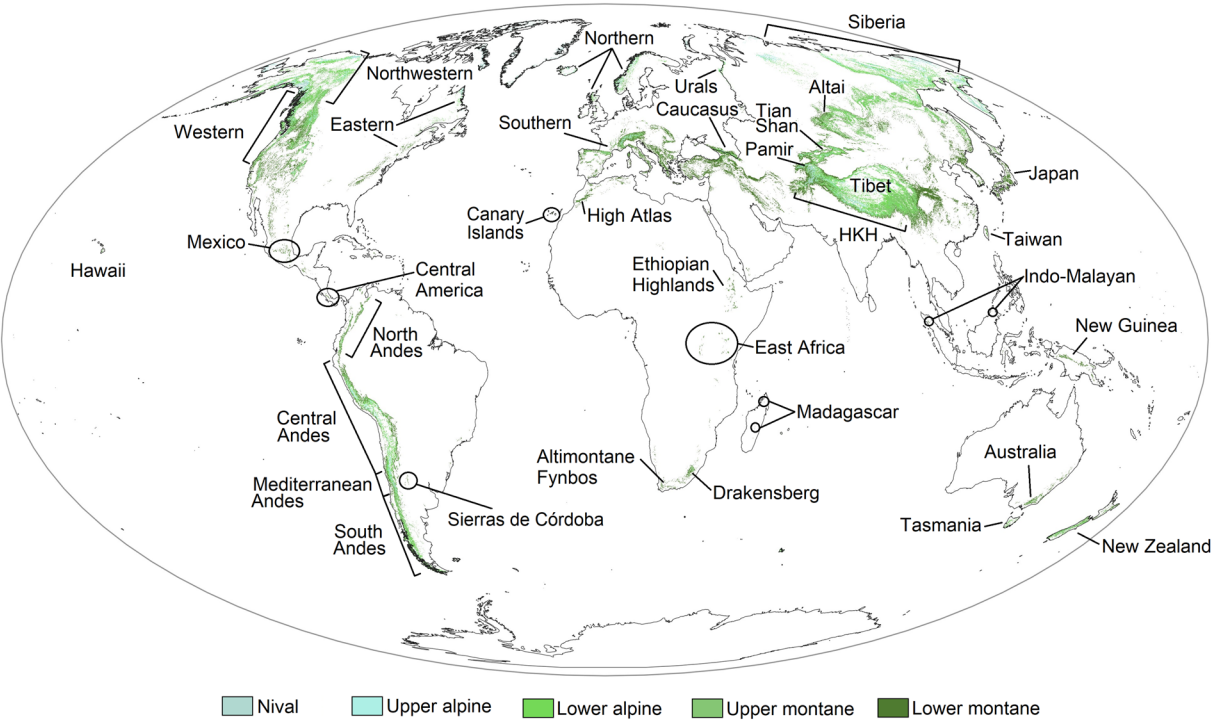 Siberia
Northern
Northwestern
Urals
Altai
Caucasus
Tian
Shan
Western
Eastern
Southern
Pamir
Japan
Tibet
Canary
Islands
High Atlas
HKH
Taiwan
Mexico
Hawaii
Central
America
Ethiopian
Highlands
Indo-Malayan
New Guinea
North
Andes
East Africa
Central
Andes
Madagascar
Altimontane
Fynbos
Australia
Mediterranean
Andes
Drakensberg
Sierras de Córdoba
Tasmania
South
Andes
New Zealand
Nival
Upper alpine
Lower alpine
Upper montane
Lower montane